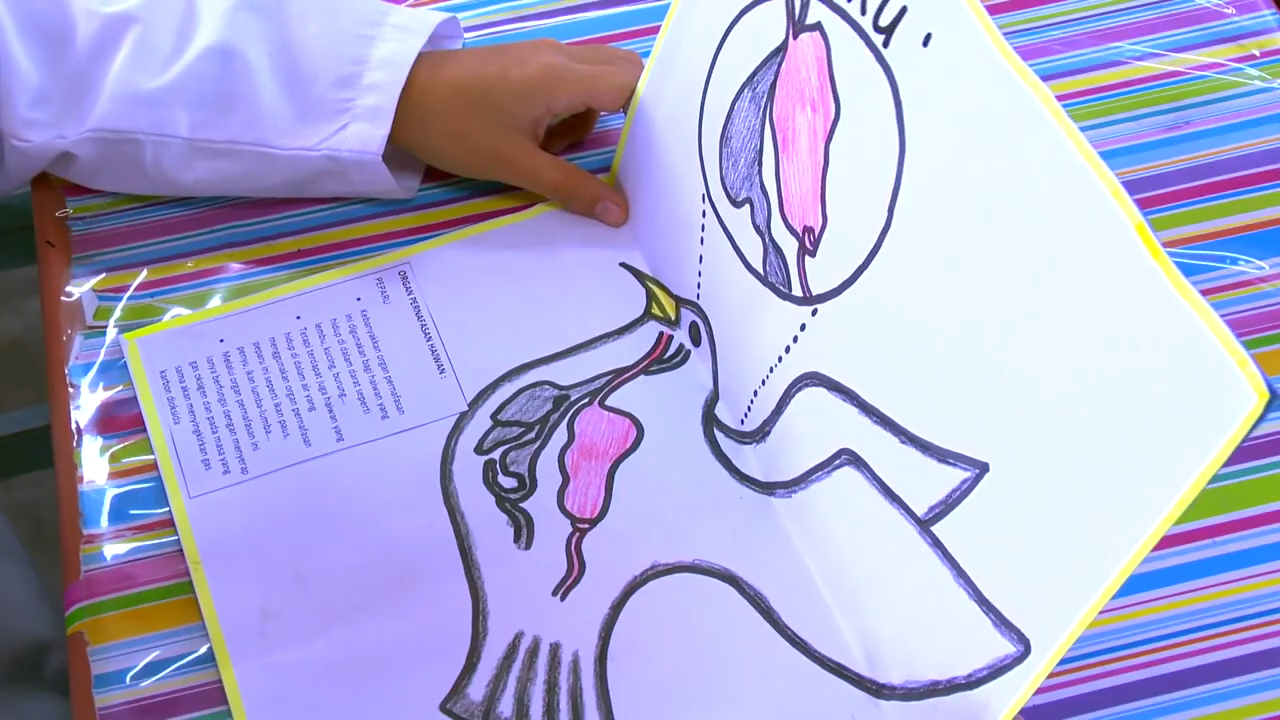 ORGAN PERNAFASAN HAIWAN :
PEPARU
• Kebanyakkan organ pernafasan
ini digunakan bagi haiwan yang
hidup di dalam darat seperti
lembu, kucing, burung...
• Tetapi terdapat juga haiwan yang
hidup di dalam air yang
menggunakan organ pernafasan
peparu ini seperti ikan paus,
penyu, ikan lumba-lumba...
• Melalui organ pernafasan ini
ianya berfungsi dengan menyerap
gas oksigen dan pada masa yang
sama akan menyingkirkan gas
karbon dioksida